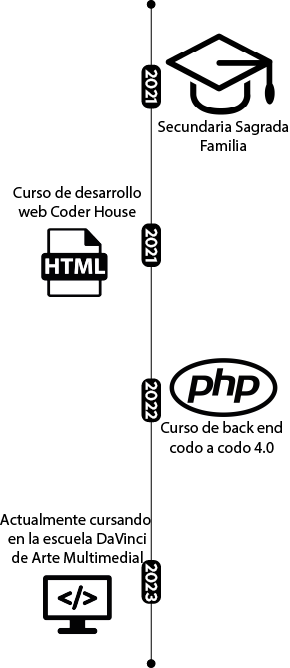 2021
Secundaria Sagrada
Familia
Curso de desarrollo
web Coder House
HTML
2021
php
2022
Curso de back end
codo a codo 4.0
Actualmente cursando
en la escuela DaVinci
de Arte Multimedial
</>
2023